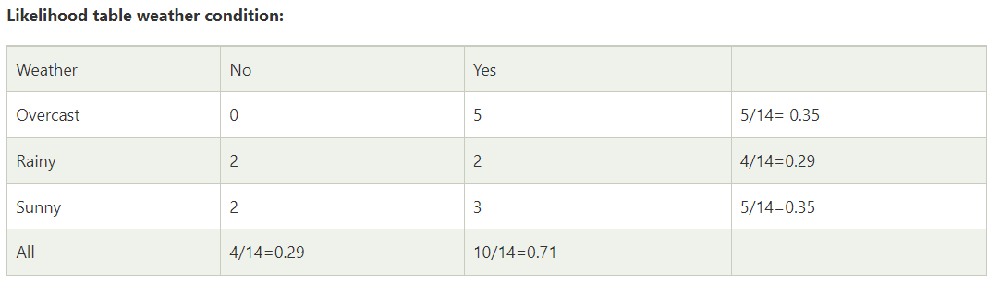 Likelihood table weather condition:
Weather No Yes
Overcast 0 5 5/14= 0.35
Rainy 2 2 4/14=0.29
Sunny 2 3 5/14=0.35
All 4/14=0.29 10/14=0.71